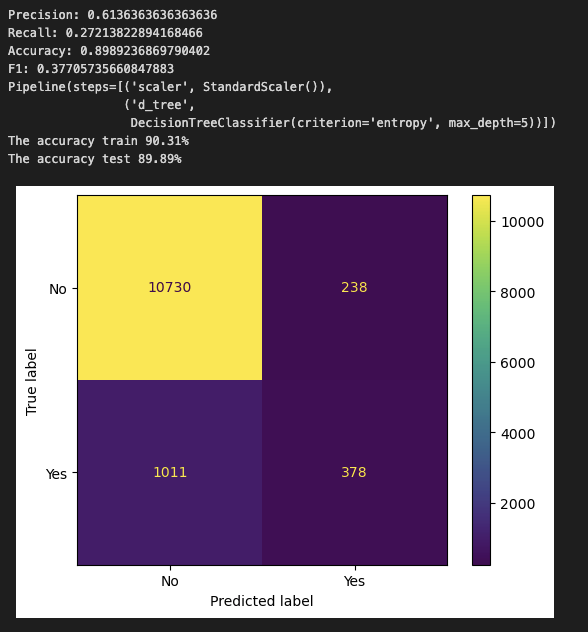 Precision: 0.6136363636363636
Recall: 0.27213822894168466
Accuracy: 0.8989236869790402
F1: 0.37705735660847883
Pipeline(steps=[('scaler', StandardScaler()),
('d_tree',
DecisionTreeClassifier(criterion='entropy', max_depth=5))])
The accuracy train 90.31%
The accuracy test 89.89%
10000
No
10730
238
8000
6000
True label
4000
Yes
1011
378
2000
No
Yes
Predicted label